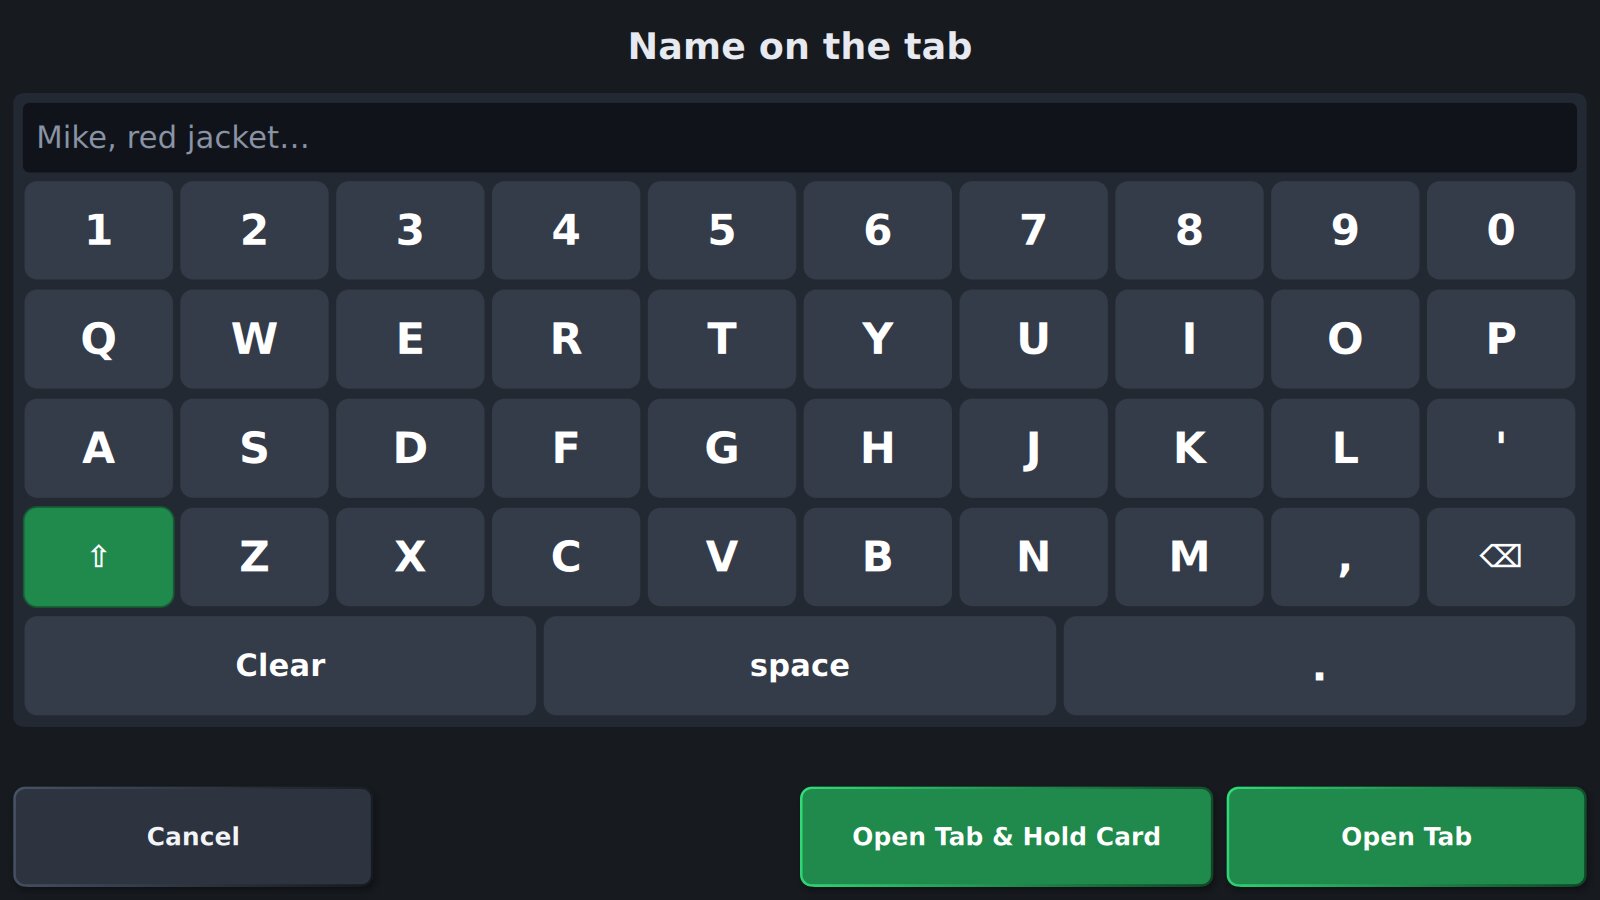 Name on the tab
Mike, red jacket...
1 2 3 4 5 6 7 8 9 0
Q W E R T Y U I O P
A S D F G H J K L '
⇧ Z X C V B N M , ⌫
Clear space .
Cancel Open Tab & Hold Card Open Tab